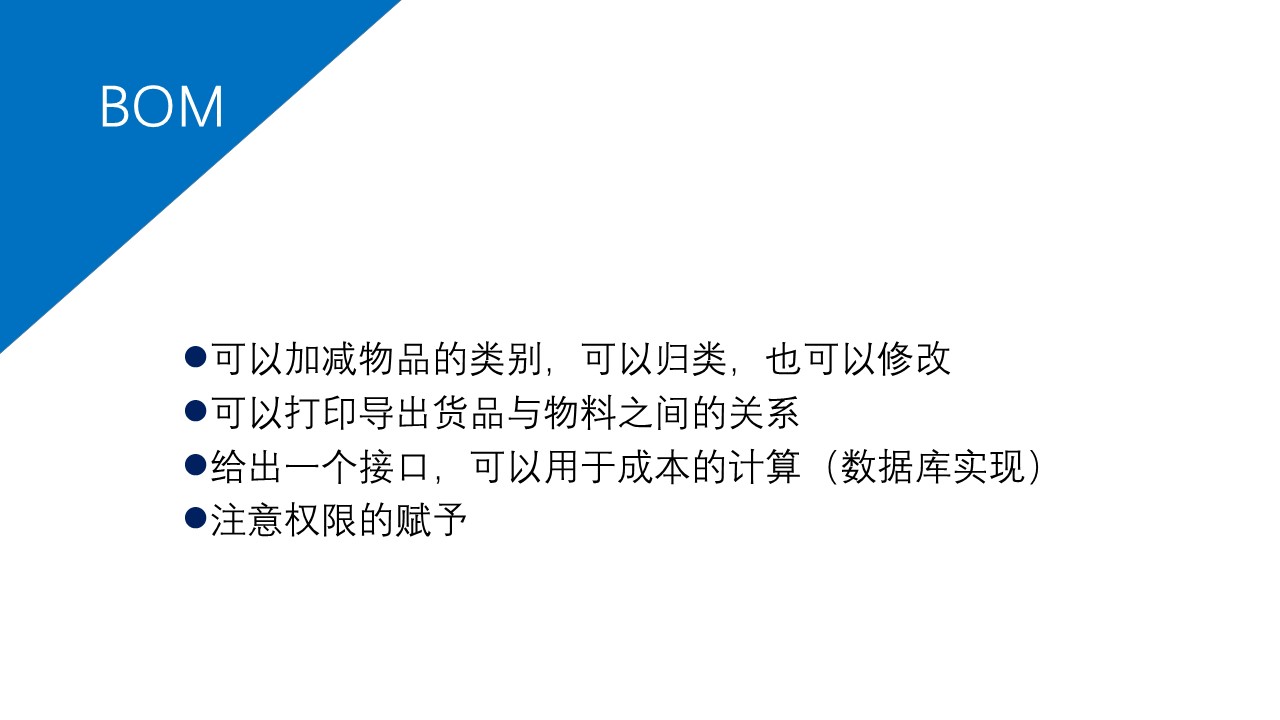 BOM
●可以加减物品的类别，可以归类，也可以修改
●可以打印导出货品与物料之间的关系
●给出一个接口，可以用于成本的计算（数据库实现）
●注意权限的赋予